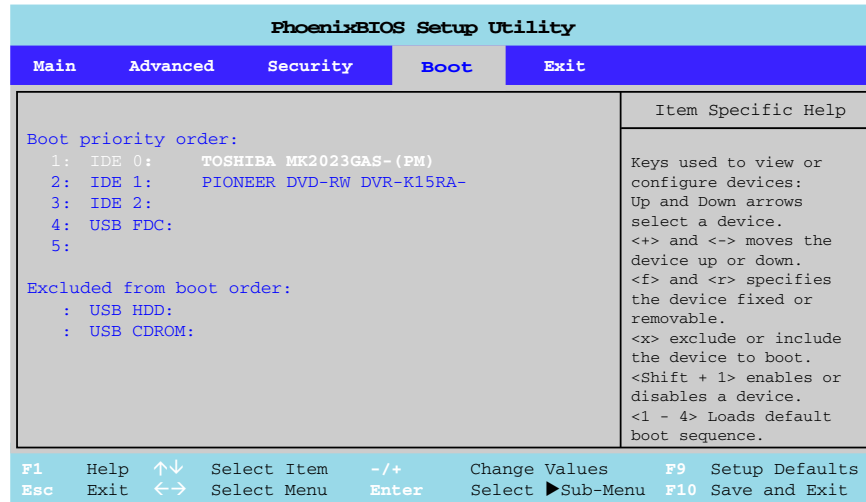 PhoenixBIOS Setup Utility
Main Advanced Security Boot Exit
Boot priority order:
1: IDE 0: TOSHIBA MK2023GAS-(PM)
2: IDE 1: PIONEER DVD-RW DVR-K15RA-
3: IDE 2:
4: USB FDC:
5:
Excluded from boot order:
: USB HDD:
: USB CDROM:
Item Specific Help
Keys used to view or
configure devices:
Up and Down arrows
select a device.
<+> and <-> moves the
device up or down.
<f> and <r> specifies
the device fixed or
removable.
<x> exclude or include
the device to boot.
<Shift + 1> enables or
disables a device.
<1 - 4> Loads default
boot sequence.
F1 Help ↑↓ Select Item -/+ Change Values F9 Setup Defaults
Esc Exit ←→ Select Menu Enter Select ▶Sub-Menu F10 Save and Exit